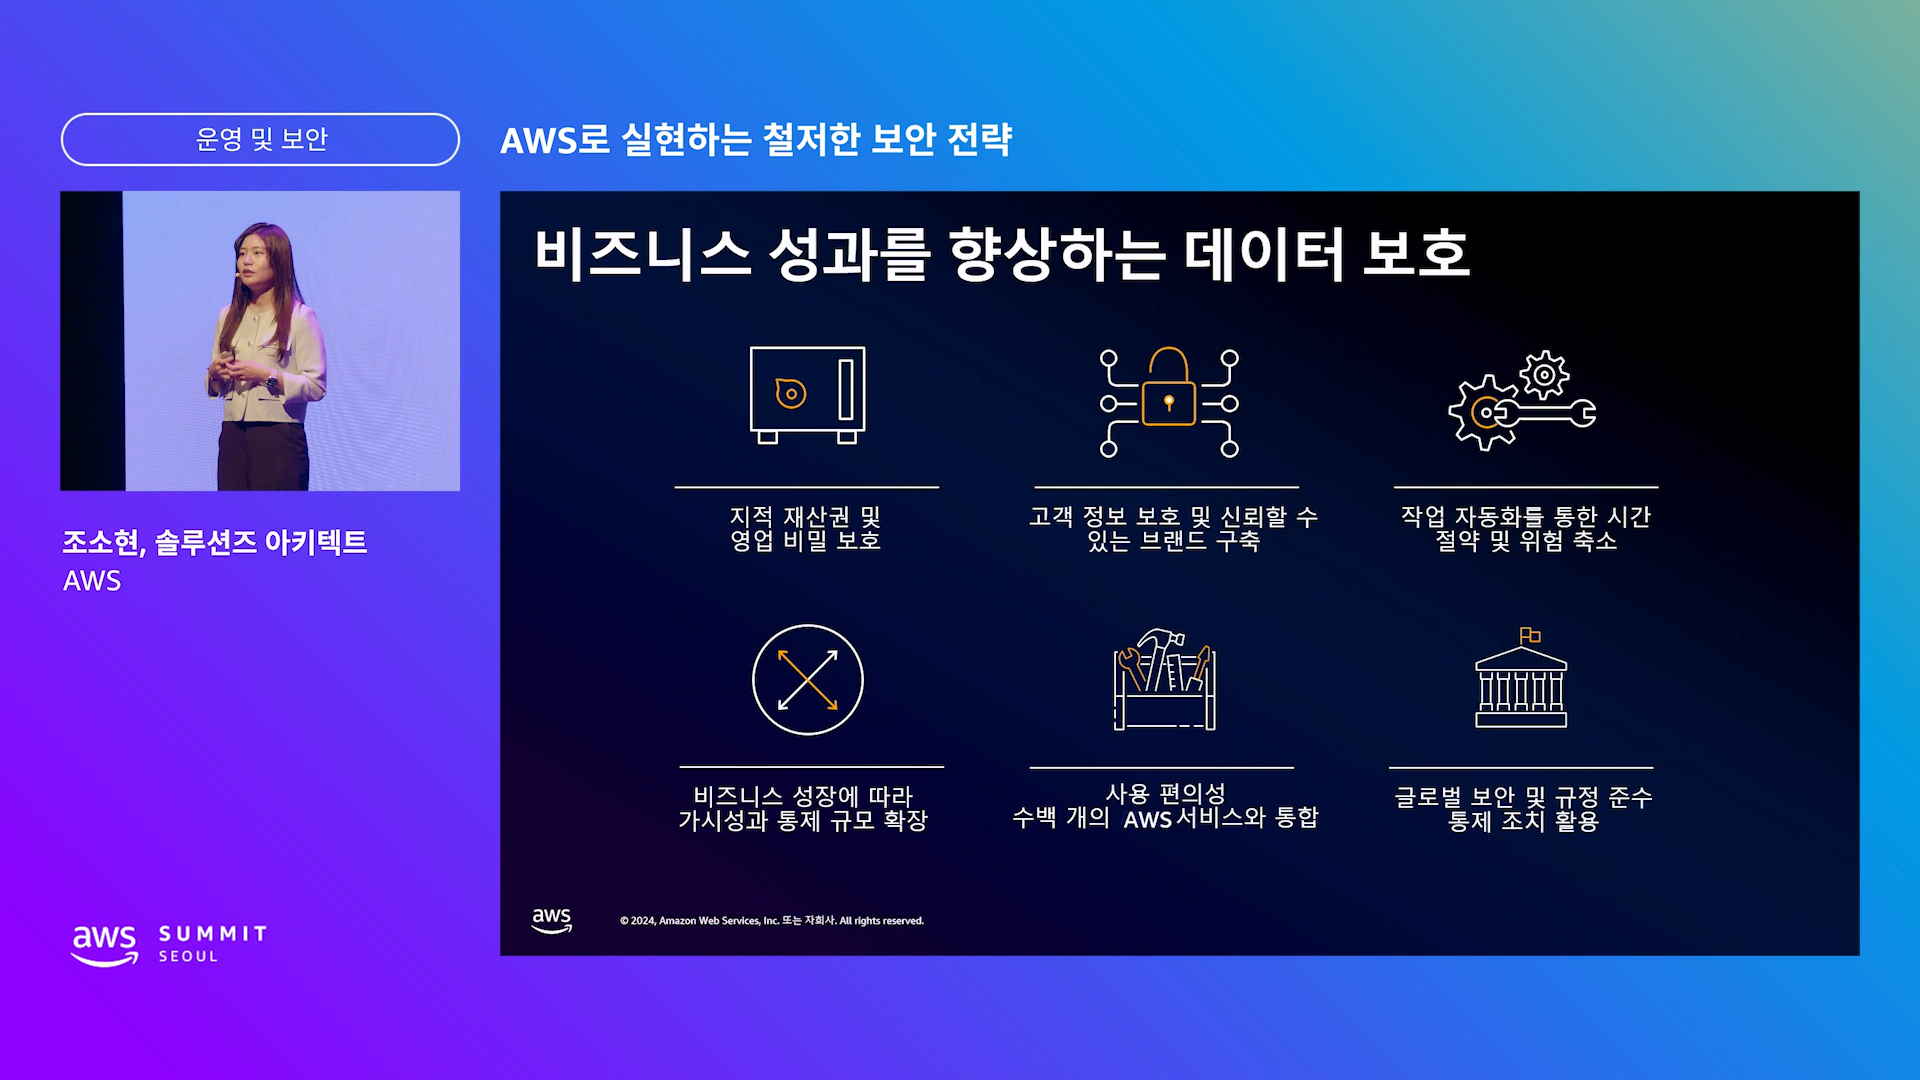 운영 및 보안
AWS로 실현하는 철저한 보안 전략
조소현, 솔루션즈 아키텍트
AWS
비즈니스 성과를 향상하는 데이터 보호
지적 재산권 및
영업 비밀 보호
고객 정보 보호 및 신뢰할 수
있는 브랜드 구축
작업 자동화를 통한 시간
절약 및 위험 축소
비즈니스 성장에 따라
가시성과 통제 규모 확장
사용 편의성
수백 개의 AWS서비스와 통합
글로벌 보안 및 규정 준수
통제 조치 활용
aws
© 2024, Amazon Web Services, Inc. 또는 자회사. All rights reserved.
aws SUMMIT
SEOUL